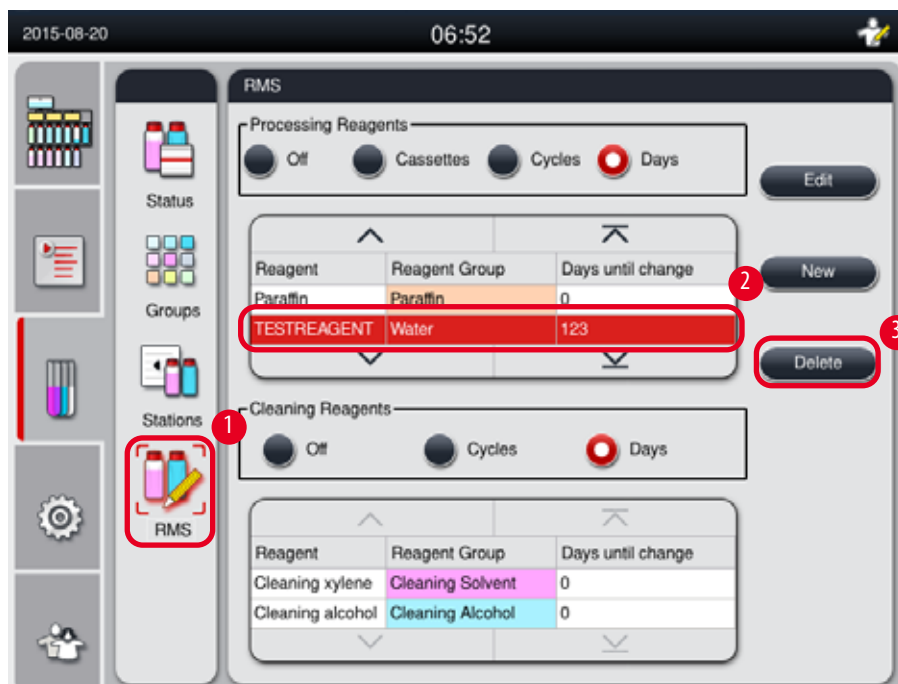 2015-08-20 06:52
RMS
Processing Reagents
Off Cassettes Cycles Days
Edit
Status
Reagent Reagent Group Days until change
2 New
Groups
Paraffin Paraffin 0
TESTREAGENT Water 123
3
Delete
Stations
1
Cleaning Reagents
Off Cycles Days
RMS
Reagent Reagent Group Days until change
Cleaning xylene Cleaning Solvent 0
Cleaning alcohol Cleaning Alcohol 0